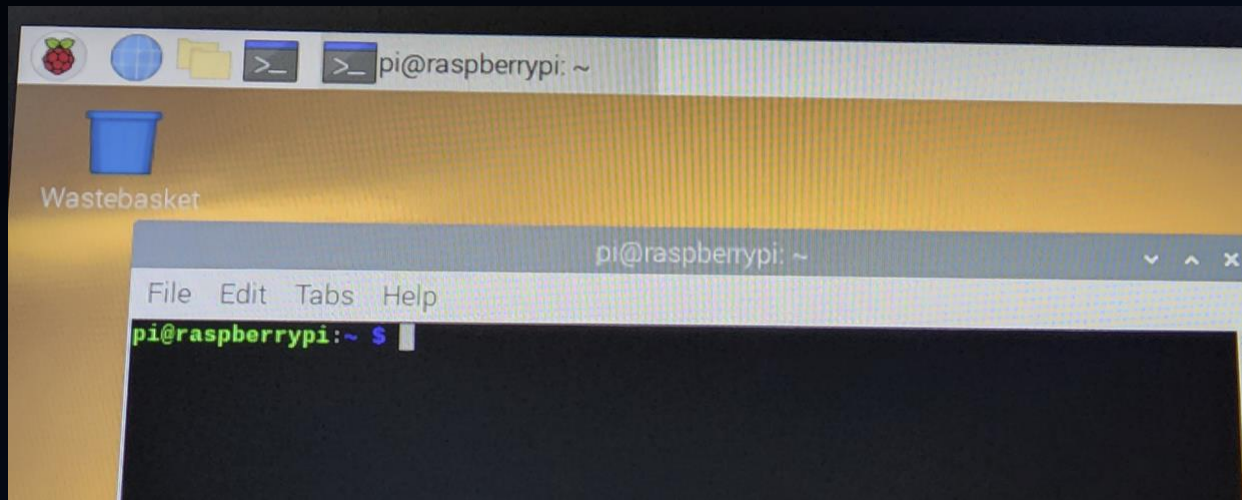 pi@raspberrypi: ~
Wastebasket
pi@raspberrypi: ~
File Edit Tabs Help
pi@raspberrypi:~ $